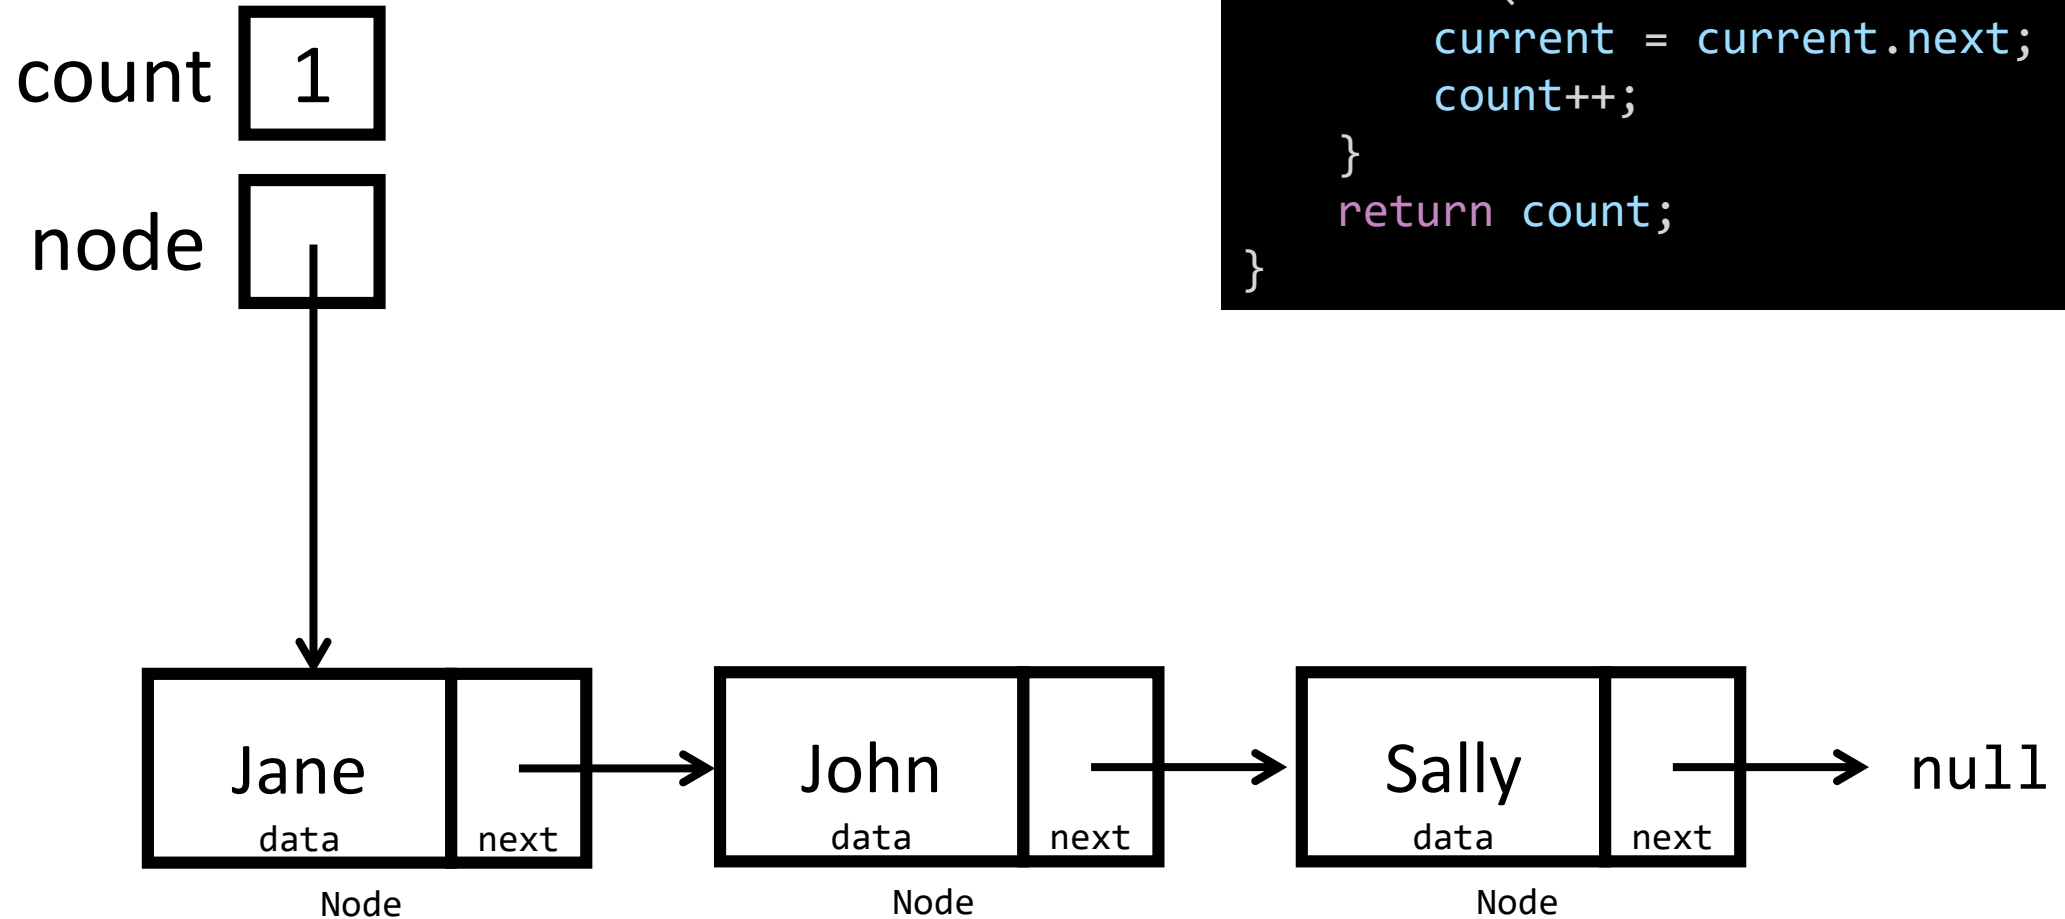 count 1
node
current = current.next;
count++;
}
return count;
}
Jane
data
next
Node
John
data
next
Node
Sally
data
next
Node
null